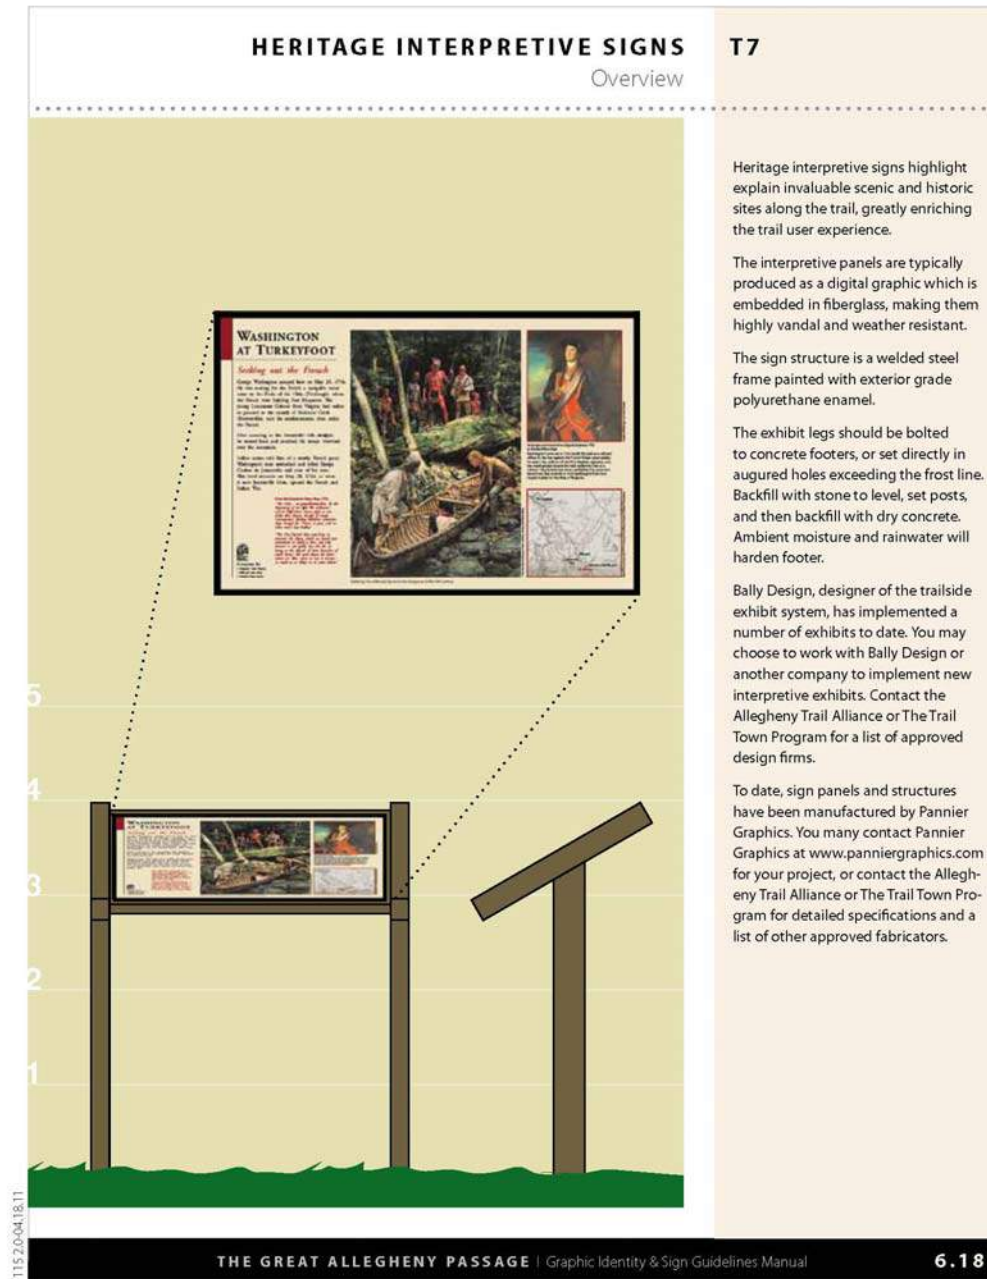 HERITAGE INTERPRETIVE SIGNS
T7
Overview
Heritage interpretive signs highlight
explain invaluable scenic and historic
sites along the trail, greatly enriching
the trail user experience.
The interpretive panels are typically
produced as a digital graphic which is
embedded in fiberglass, making them
highly vandal and weather resistant.
The sign structure is a welded steel
frame painted with exterior grade
polyurethane enamel.
The exhibit legs should be bolted
to concrete footers, or set directly in
augured holes exceeding the frost line.
Backfill with stone to level, set posts,
and then backfill with dry concrete.
Ambient moisture and rainwater will
harden footer.
Bally Design, designer of the trailside
exhibit system, has implemented a
number of exhibits to date. You may
choose to work with Bally Design or
another company to implement new
interpretive exhibits. Contact the
Allegheny Trail Alliance or The Trail
Town Program for a list of approved
design firms.
To date, sign panels and structures
have been manufactured by Pannier
Graphics. You many contact Pannier
Graphics at www.panniergraphics.com
for your project, or contact the Allegh-
eny Trail Alliance or The Trail Town Pro-
gram for detailed specifications and a
list of other approved fabricators.
WASHINGTON
AT TURKEYFOOT
Seeking out the French
5
4
WASHINGTON
AT TURKEYFOOT
3
2
1
115 2.0-04.18.11
THE GREAT ALLEGHENY PASSAGE | Graphic Identity & Sign Guidelines Manual
6.18